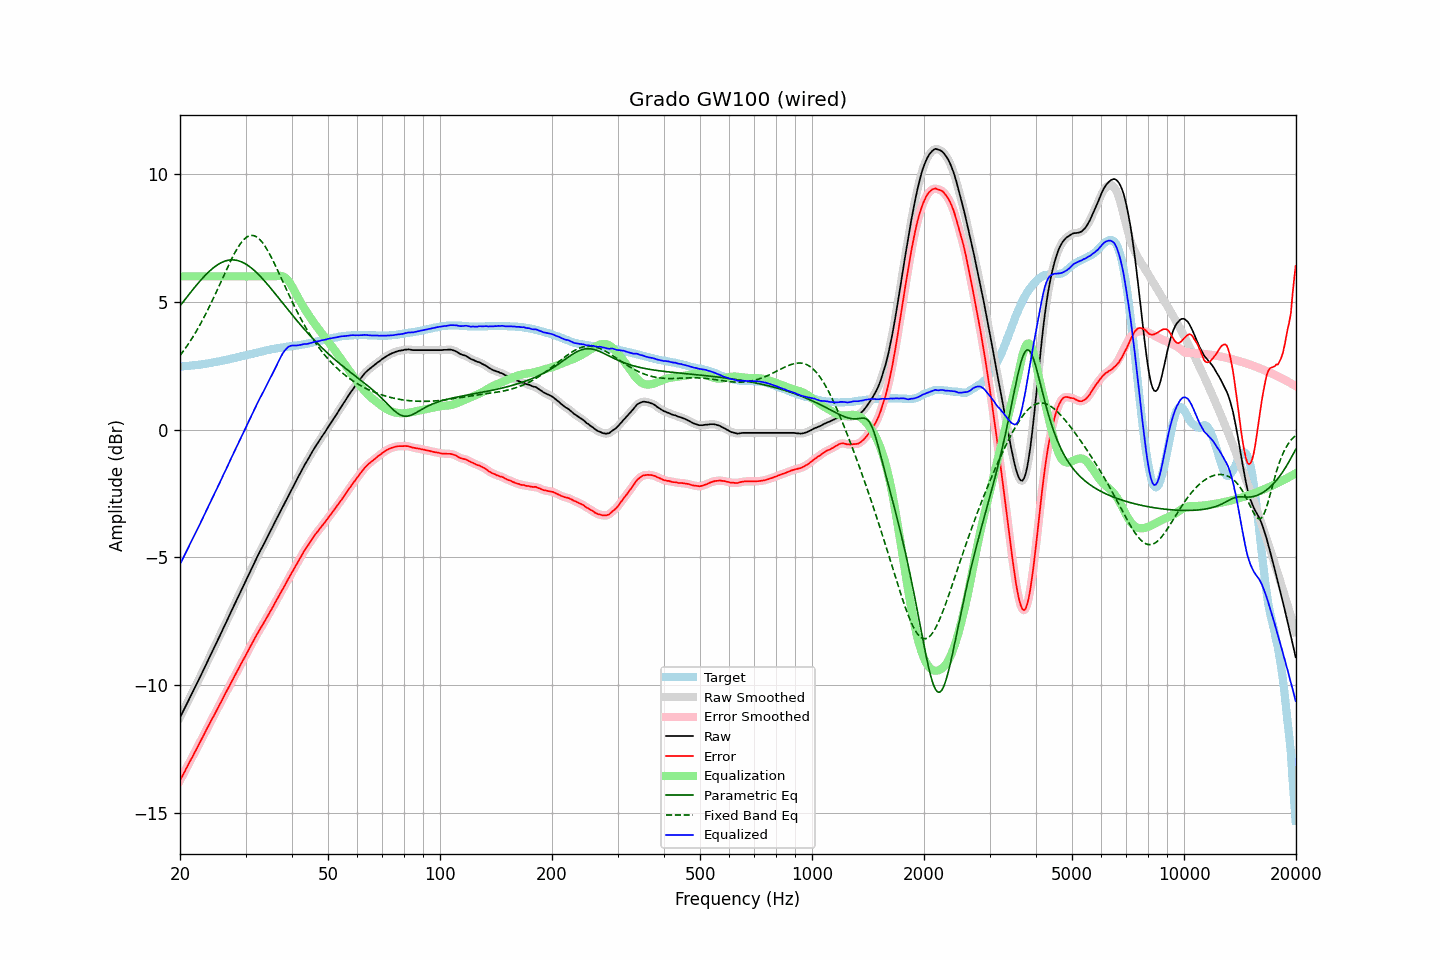 Grado GW100 (wired)
Amplitude (dBr)
10
5
0
−5
−10
−15
20
50
100
200
500
1000
2000
5000
10000
20000
Frequency (Hz)
Target
Raw Smoothed
Error Smoothed
Raw
Error
Equalization
Parametric Eq
Fixed Band Eq
Equalized